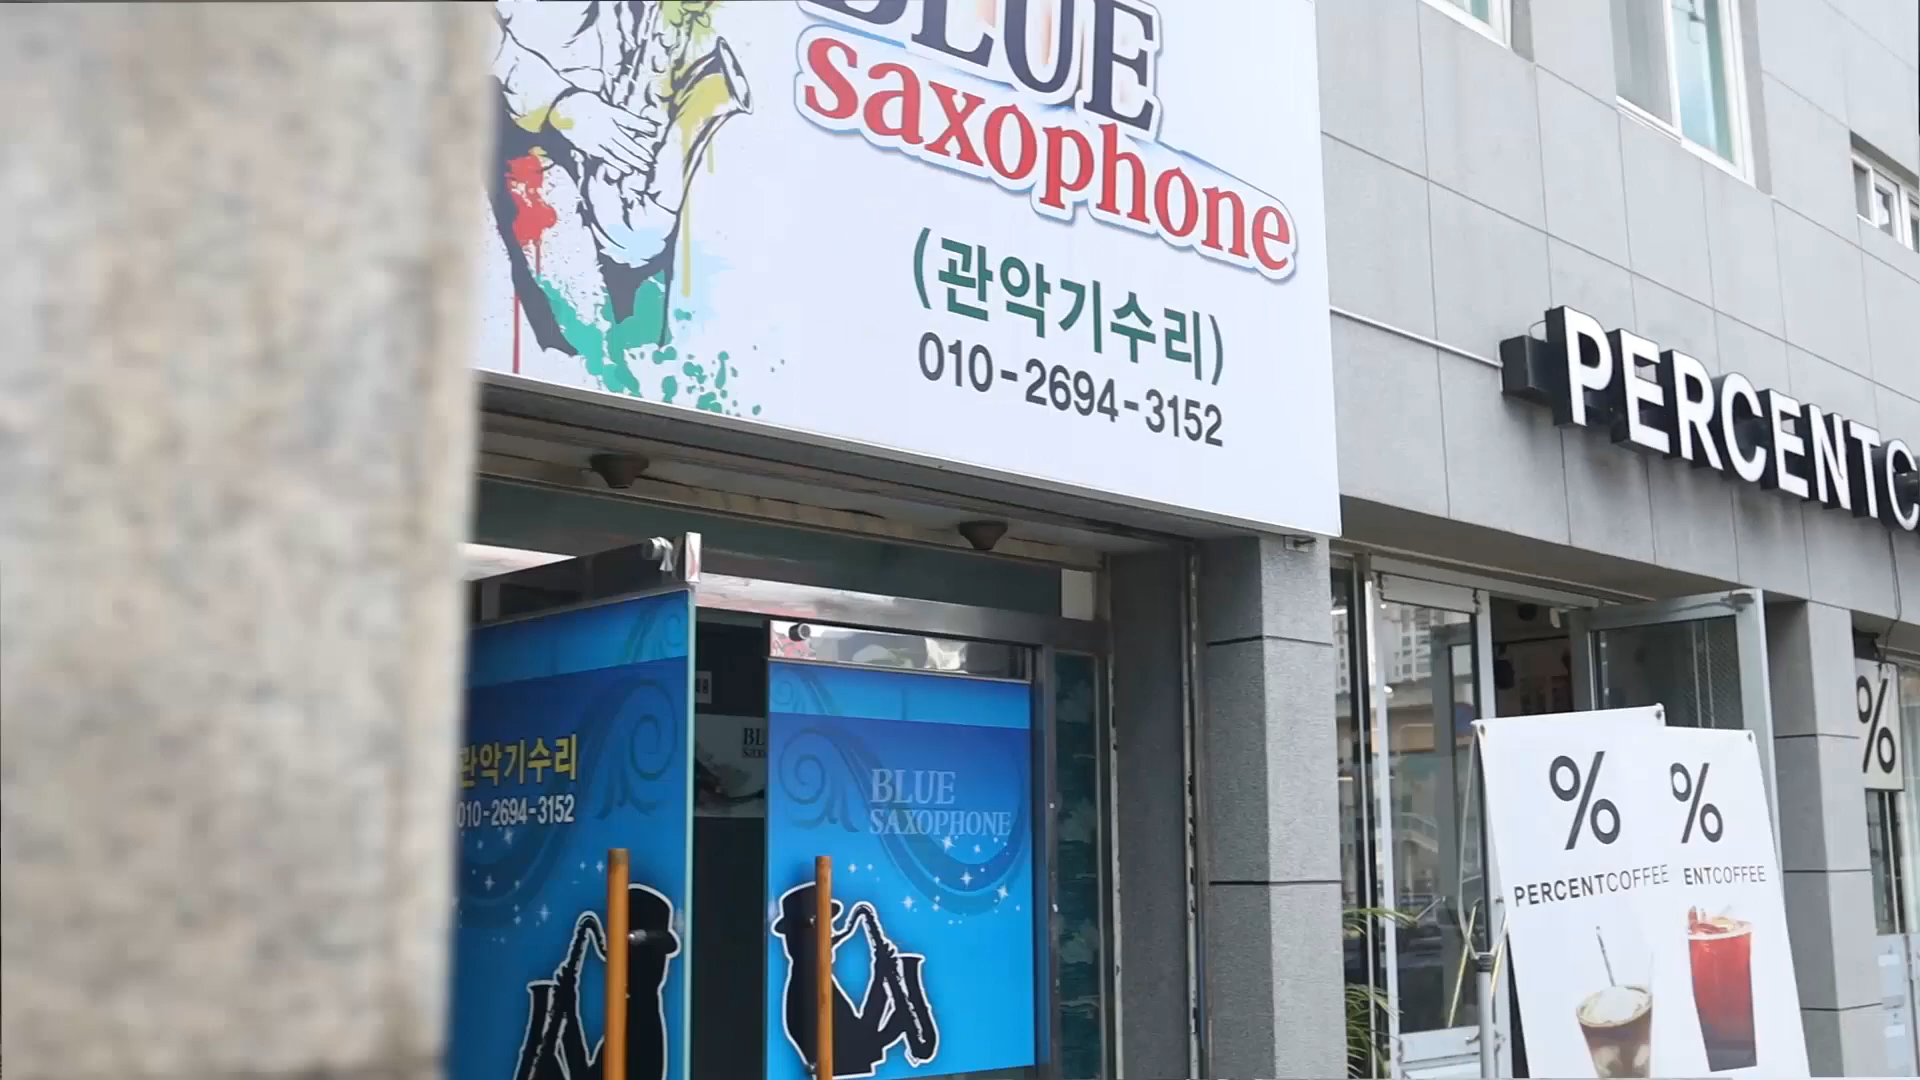 BLUE
saxophone
(관악기수리)
010-2694-3152
PERCENTC
관악기수리
010-2694-3152
BLUE
SAXOPHONE
%
PERCENTCOFFEE
%
ENTCOFFEE
%